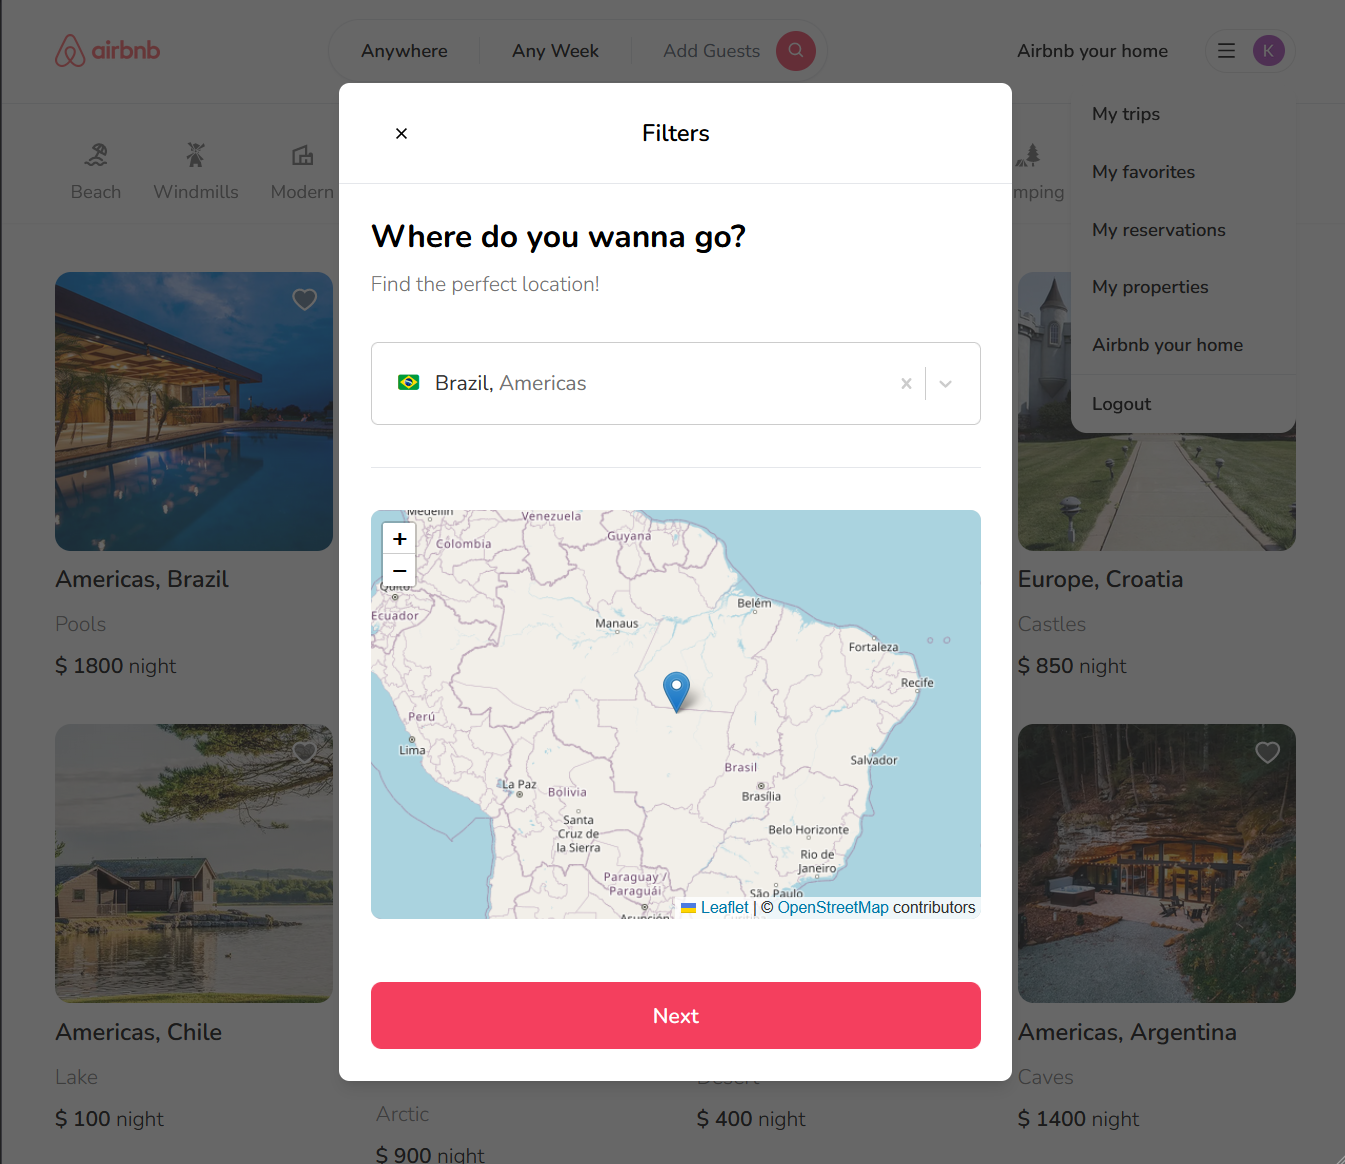 airbnb
Anywhere
Any Week
Add Guests
Airbnb your home
K
Beach
Windmills
Modern
mping
My trips
My favorites
My reservations
My properties
Airbnb your home
Logout
×
Filters
Where do you wanna go?
Find the perfect location!
Brazil, Americas
+
−
Medellín
Venezuela
Guyana
Colombia
Quito
Ecuador
Belém
Manaus
Fortaleza
Recife
Perú
Lima
Brasil
Salvador
La Paz
Bolivia
Brasília
Santa
Cruz de
la Sierra
Belo Horizonte
Rio de
Janeiro
Paraguay /
Paraguái
São Paulo
Asunción
Leaflet | © OpenStreetMap contributors
Next
Americas, Brazil
Pools
$ 1800 night
Europe, Croatia
Castles
$ 850 night
Americas, Chile
Lake
$ 100 night
Arctic
$ 900 night
Desert
$ 400 night
Americas, Argentina
Caves
$ 1400 night